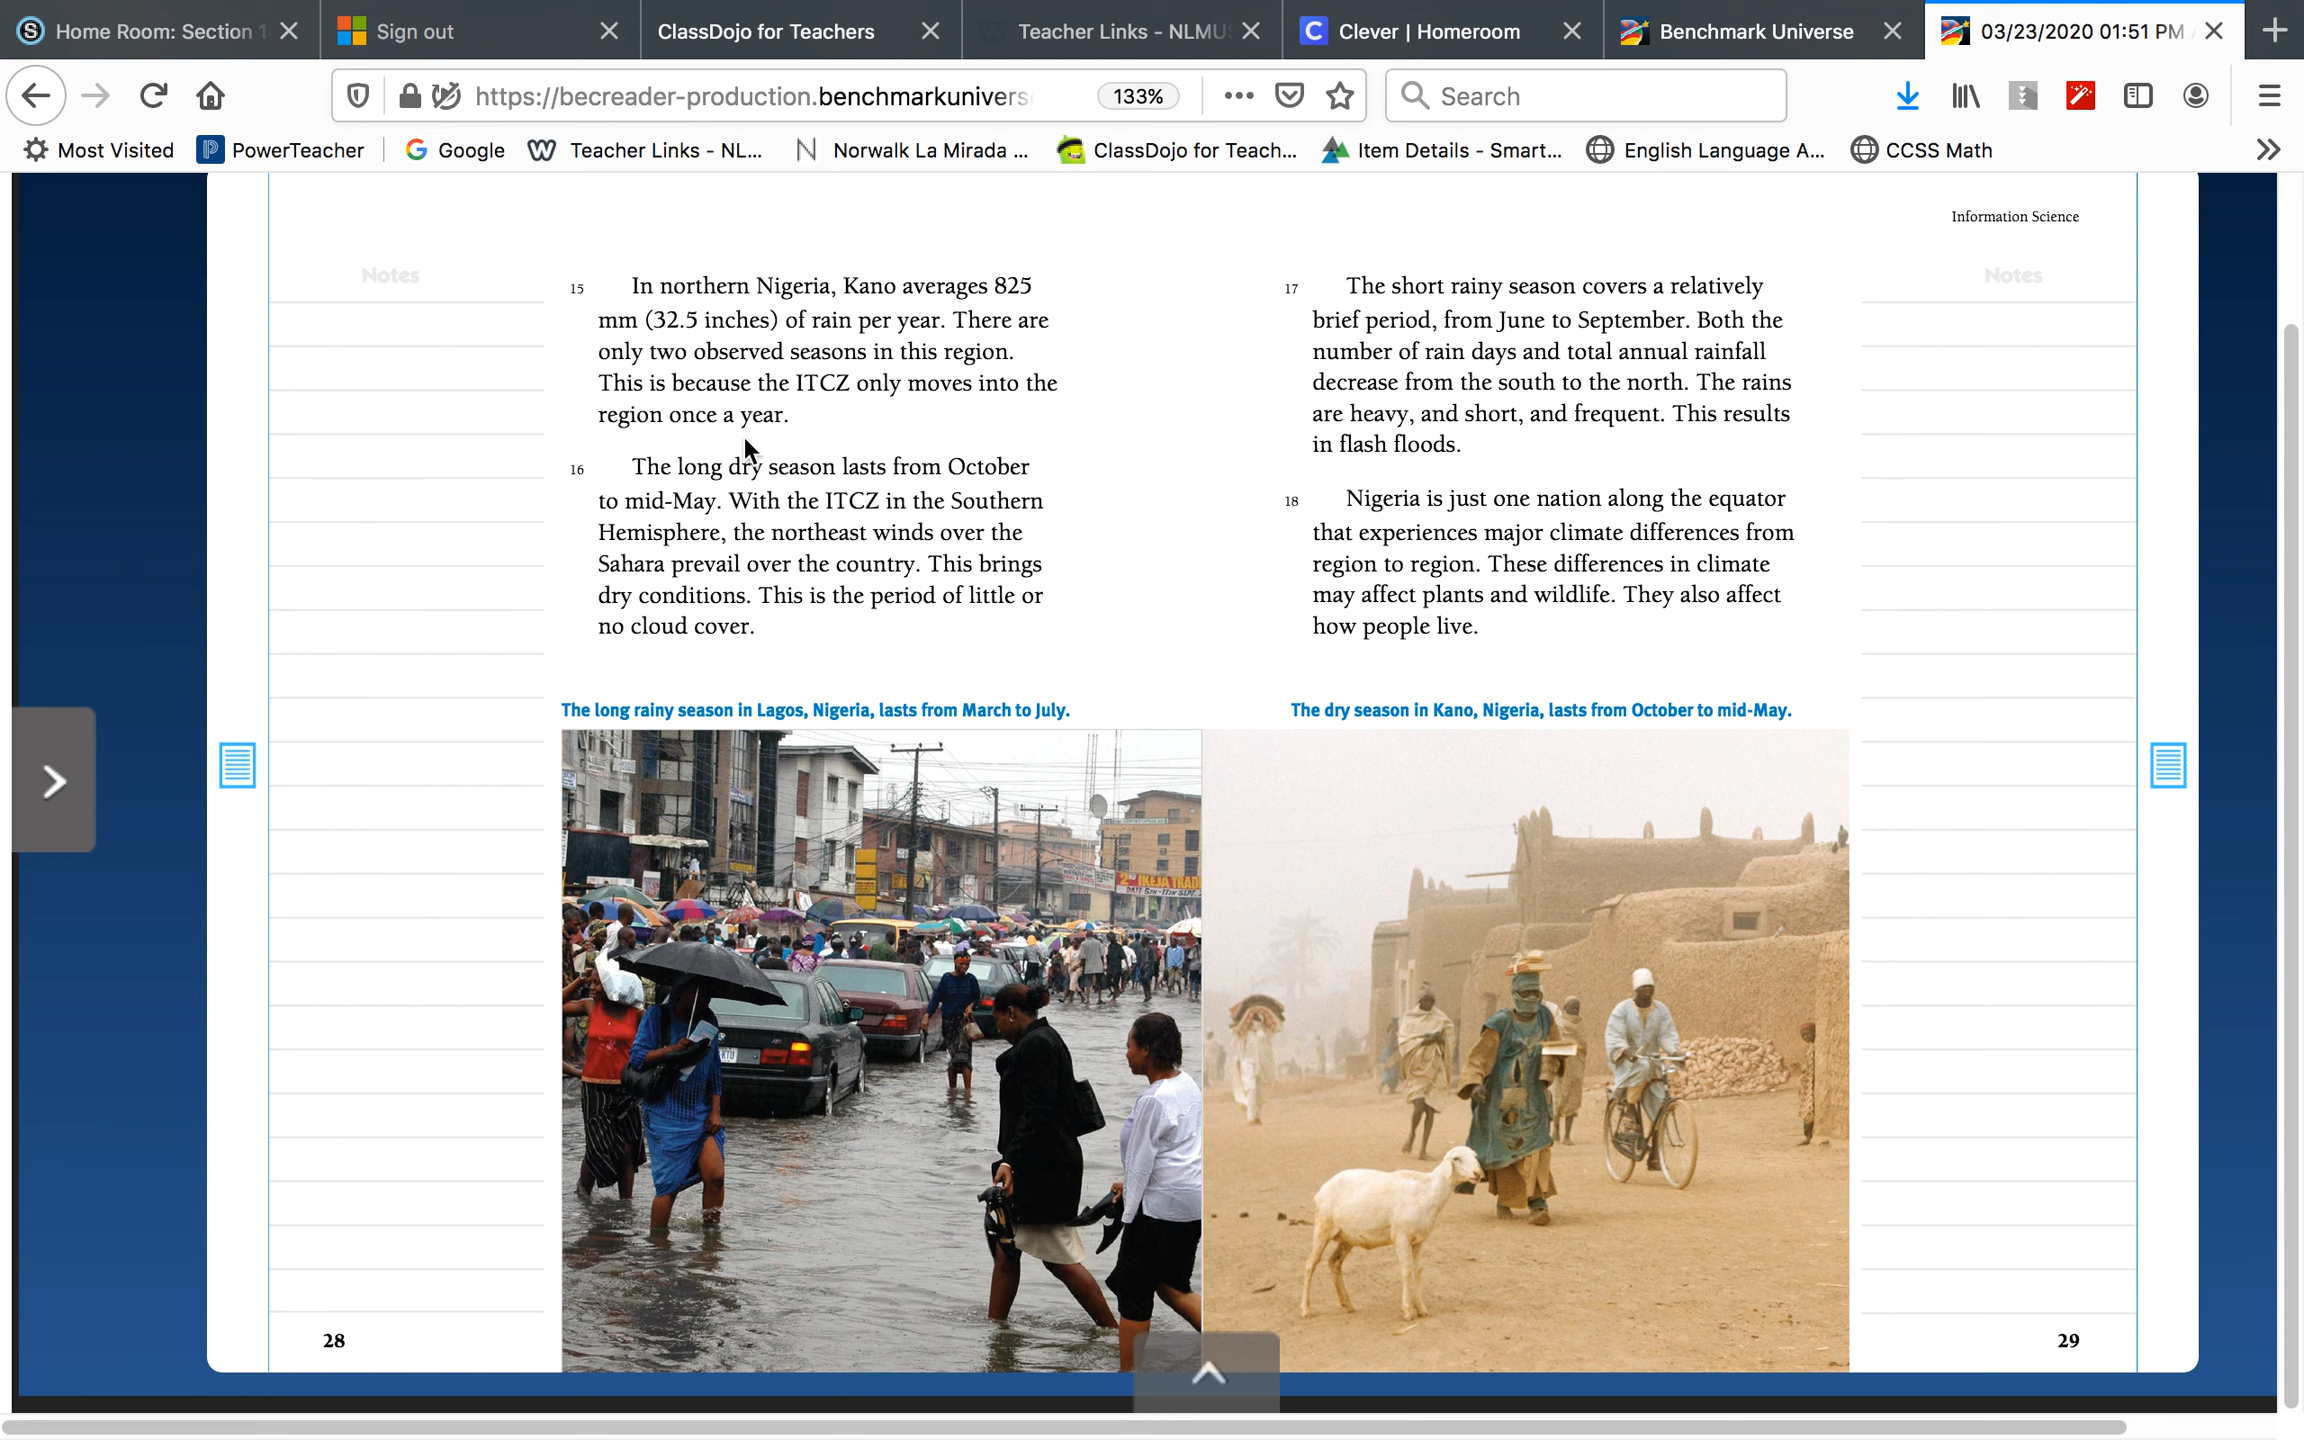 Home Room: Section 1
Sign out
ClassDojo for Teachers
Teacher Links - NLMUS
Clever | Homeroom
Benchmark Universe
03/23/2020 01:51 PM
https://becreader-production.benchmarkunivers
133%
Search
Most Visited
PowerTeacher
Google
Teacher Links - NL...
Norwalk La Mirada ...
ClassDojo for Teach...
Item Details - Smart...
English Language A...
CCSS Math
Information Science
Notes
15 In northern Nigeria, Kano averages 825
mm (32.5 inches) of rain per year. There are
only two observed seasons in this region.
This is because the ITCZ only moves into the
region once a year.
16 The long dry season lasts from October
to mid-May. With the ITCZ in the Southern
Hemisphere, the northeast winds over the
Sahara prevail over the country. This brings
dry conditions. This is the period of little or
no cloud cover.
The long rainy season in Lagos, Nigeria, lasts from March to July.
28
Notes
17 The short rainy season covers a relatively
brief period, from June to September. Both the
number of rain days and total annual rainfall
decrease from the south to the north. The rains
are heavy, and short, and frequent. This results
in flash floods.
18 Nigeria is just one nation along the equator
that experiences major climate differences from
region to region. These differences in climate
may affect plants and wildlife. They also affect
how people live.
The dry season in Kano, Nigeria, lasts from October to mid-May.
29